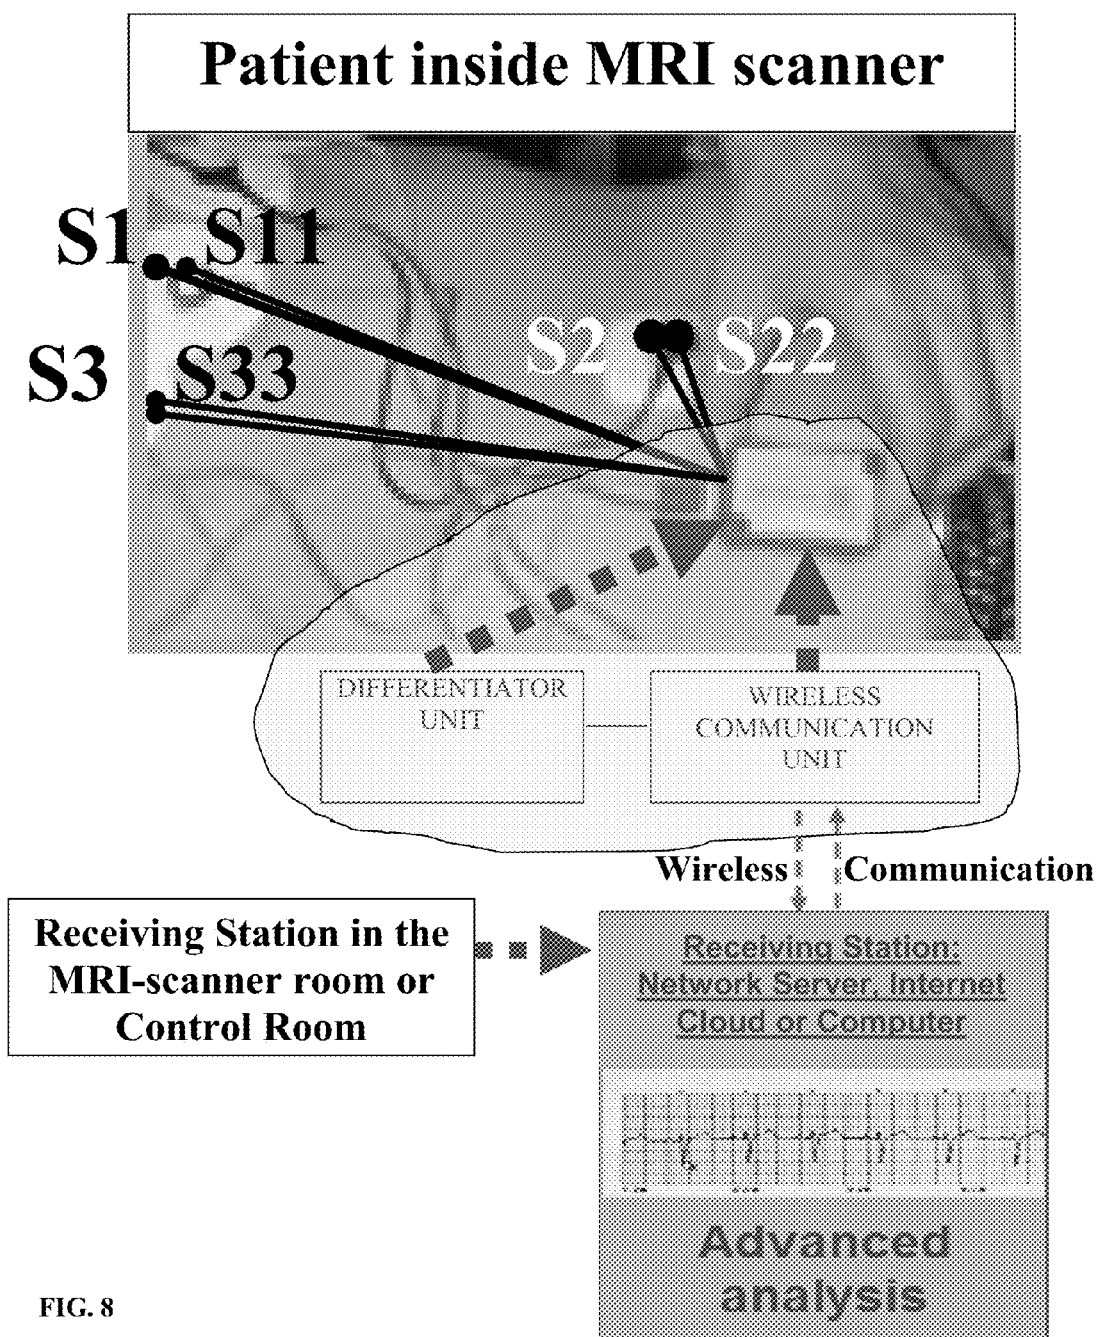 Patient inside MRI scanner
S1 S11
S2 S22
S3 S33
DIFFERENTIATOR
UNIT
WIRELESS
COMMUNICATION
UNIT
Wireless Communication
Receiving Station in the
MRI-scanner room or
Control Room
Receiving Station,
Network Server, Internet
Cloud or Computer
Advanced
analysis
FIG. 8